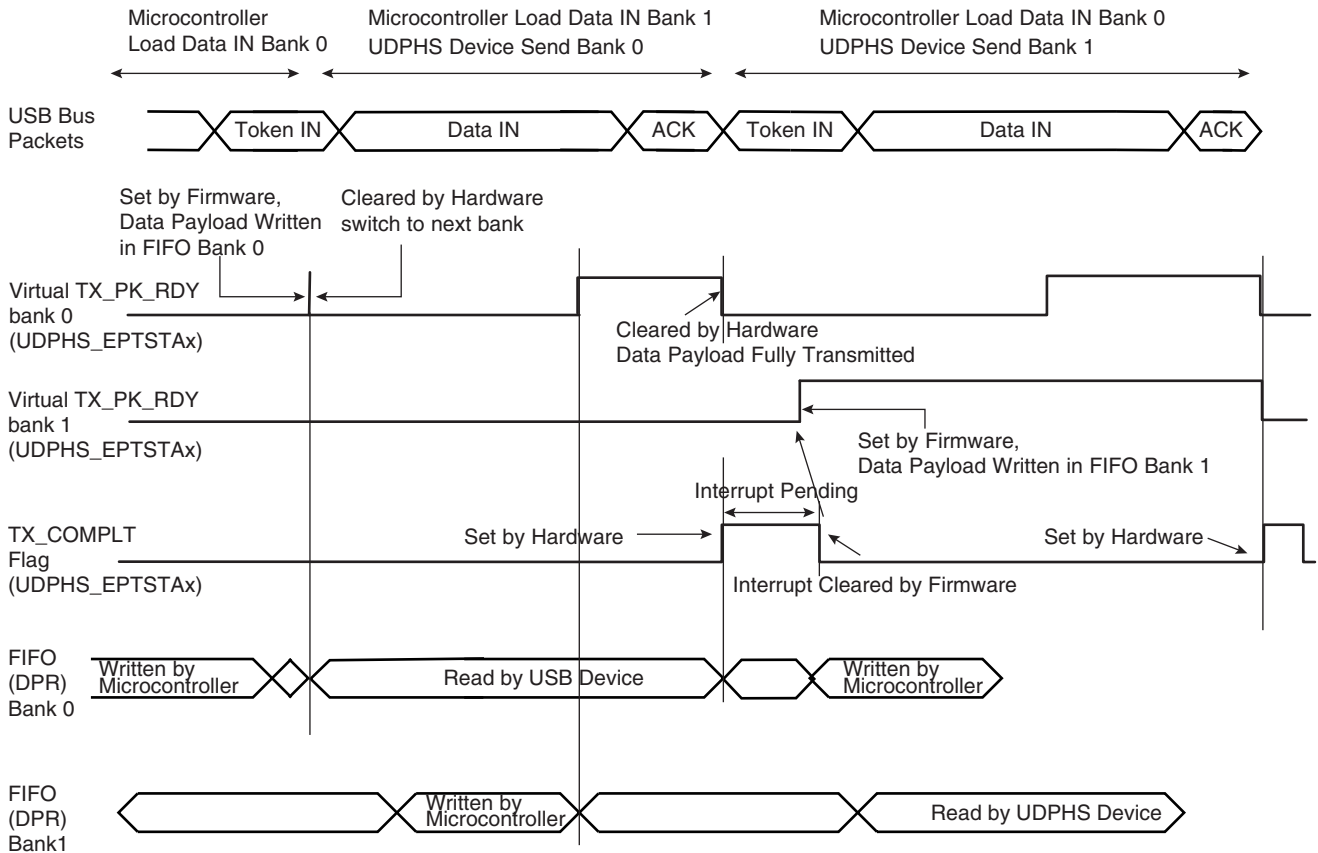 Microcontroller
Load Data IN Bank 0
Microcontroller Load Data IN Bank 1
UDPHS Device Send Bank 0
Microcontroller Load Data IN Bank 0
UDPHS Device Send Bank 1
USB Bus
Packets
Token IN
Data IN
ACK
Token IN
Data IN
ACK
Set by Firmware,
Data Payload Written
in FIFO Bank 0
Cleared by Hardware
switch to next bank
Virtual TX_PK_RDY
bank 0
(UDPHS_EPTSTAx)
Cleared by Hardware
Data Payload Fully Transmitted
Virtual TX_PK_RDY
bank 1
(UDPHS_EPTSTAx)
Set by Firmware,
Data Payload Written in FIFO Bank 1
Interrupt Pending
TX_COMPLT
Flag
(UDPHS_EPTSTAx)
Set by Hardware
Set by Hardware
Interrupt Cleared by Firmware
FIFO
(DPR)
Bank 0
Written by
Microcontroller
Read by USB Device
Written by
Microcontroller
FIFO
(DPR)
Bank1
Written by
Microcontroller
Read by UDPHS Device